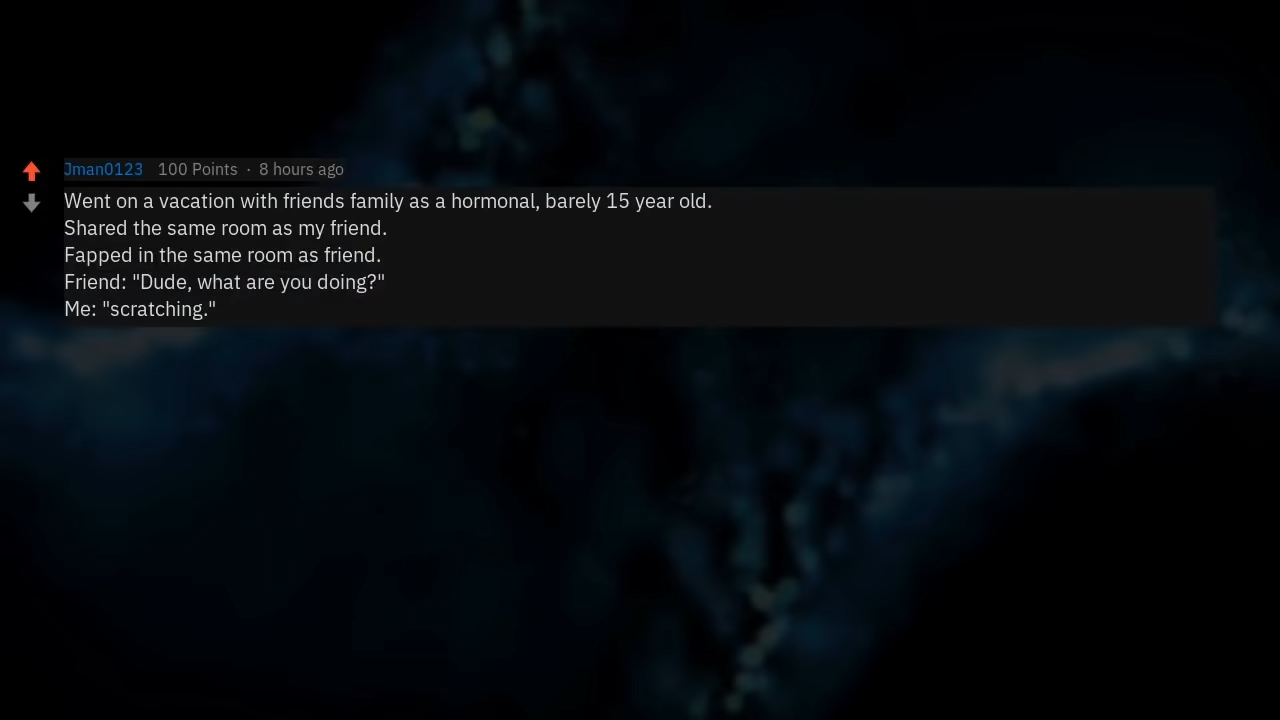 Jman0123 100 Points · 8 hours ago
Went on a vacation with friends family as a hormonal, barely 15 year old.
Shared the same room as my friend.
Fapped in the same room as friend.
Friend: "Dude, what are you doing?"
Me: "scratching."